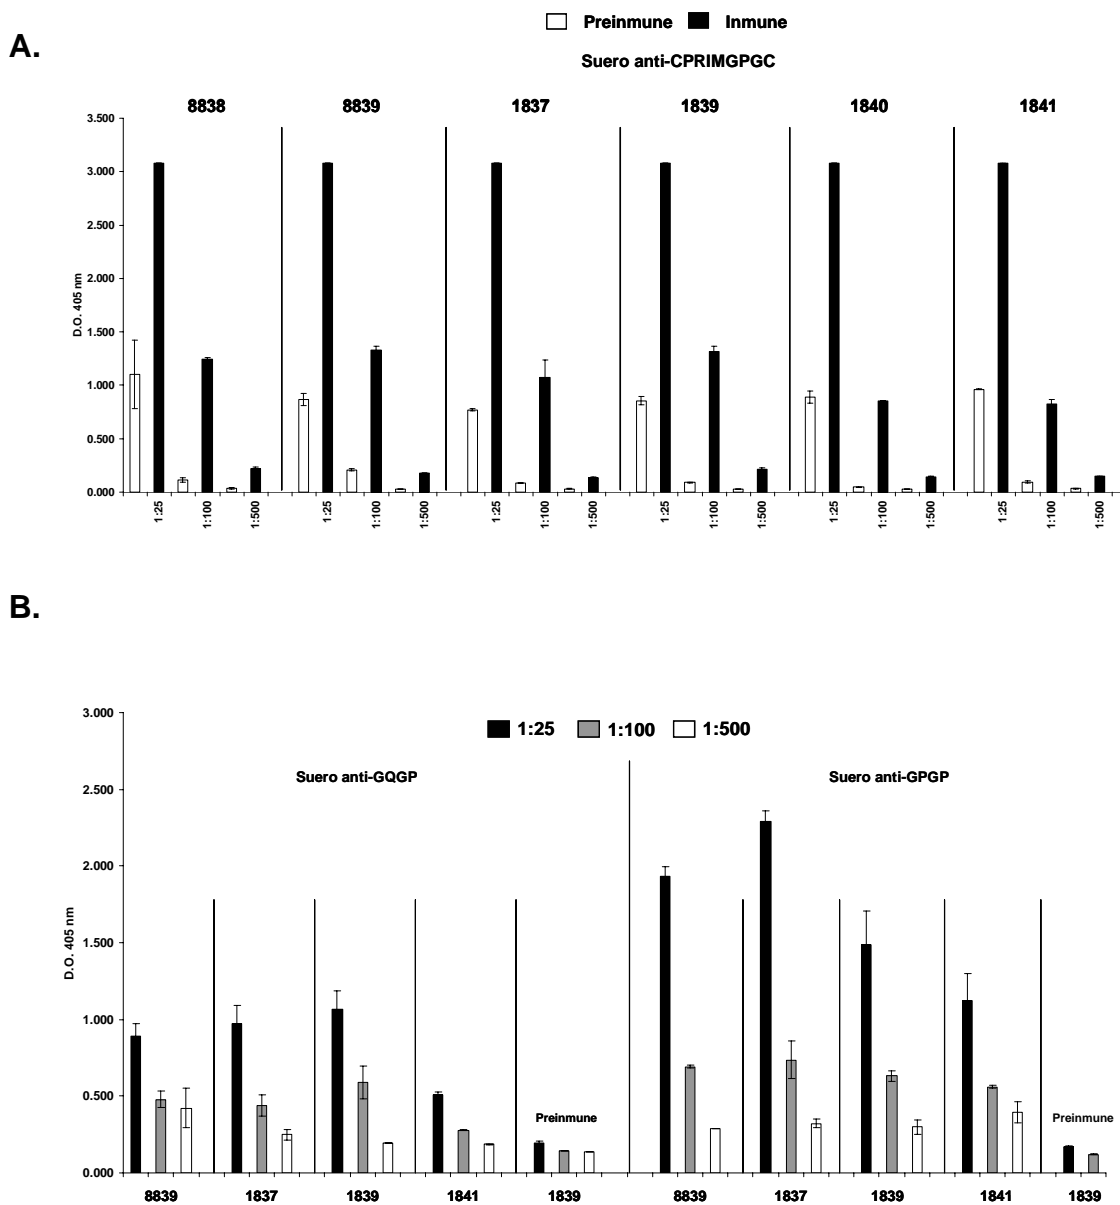 Preinmune Inmune
A.
Suero anti-CPRIMGPGC
8838 8839 1837 1839 1840 1841
3.500
3.000
2.500
2.000
1.500
1.000
0.500
0.000
D.O. 405 nm
1:25 1:100 1:500 1:25 1:100 1:500 1:25 1:100 1:500 1:25 1:100 1:500 1:25 1:100 1:500 1:25 1:100 1:500
B.
3.000
1:25 1:100 1:500
Suero anti-GQGP Suero anti-GPGP
2.500
2.000
1.500
1.000
0.500
0.000
D.O. 405 nm
Preinmune Preinmune
8839 1837 1839 1841 1839 8839 1837 1839 1841 1839